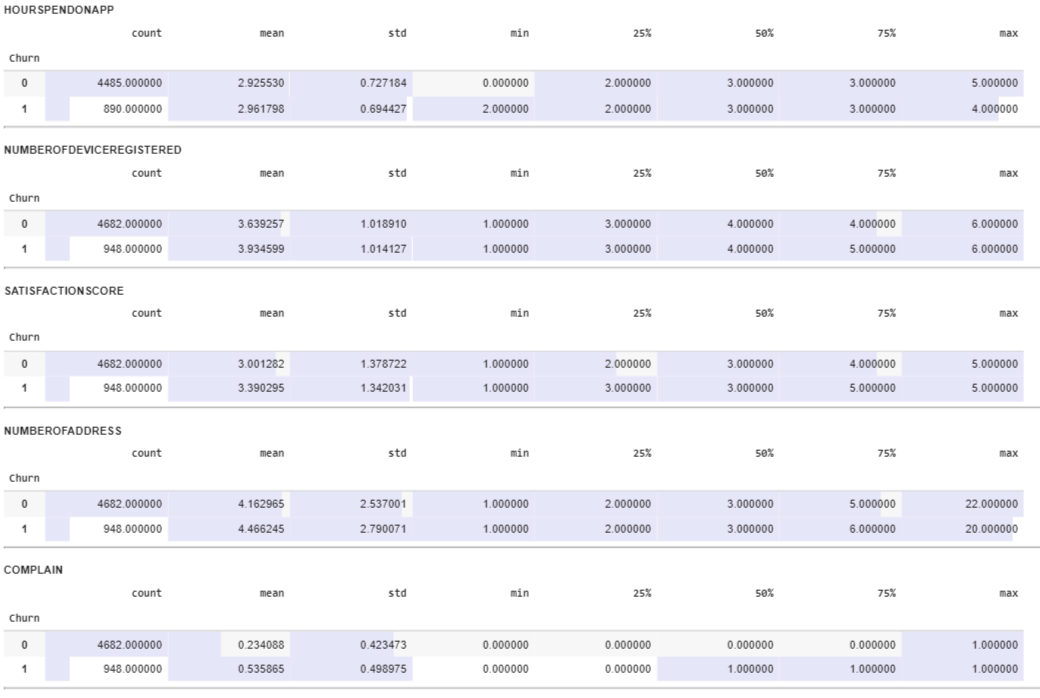 HOURSPENDONAPP
count mean std min 25% 50% 75% max
Churn
0 4485.000000 2.925530 0.727184 0.000000 2.000000 3.000000 3.000000 5.000000
1 890.000000 2.961798 0.694427 2.000000 2.000000 3.000000 3.000000 4.000000
NUMBEROFDEVICEREGISTERED
count mean std min 25% 50% 75% max
Churn
0 4682.000000 3.639257 1.018910 1.000000 3.000000 4.000000 4.000000 6.000000
1 948.000000 3.934599 1.014127 1.000000 3.000000 4.000000 5.000000 6.000000
SATISFACTIONSCORE
count mean std min 25% 50% 75% max
Churn
0 4682.000000 3.001282 1.378722 1.000000 2.000000 3.000000 4.000000 5.000000
1 948.000000 3.390295 1.342031 1.000000 3.000000 3.000000 5.000000 5.000000
NUMBEROFADDRESS
count mean std min 25% 50% 75% max
Churn
0 4682.000000 4.162965 2.537001 1.000000 2.000000 3.000000 5.000000 22.000000
1 948.000000 4.466245 2.790071 1.000000 2.000000 3.000000 6.000000 20.000000
COMPLAIN
count mean std min 25% 50% 75% max
Churn
0 4682.000000 0.234088 0.423473 0.000000 0.000000 0.000000 0.000000 1.000000
1 948.000000 0.535865 0.498975 0.000000 0.000000 1.000000 1.000000 1.000000